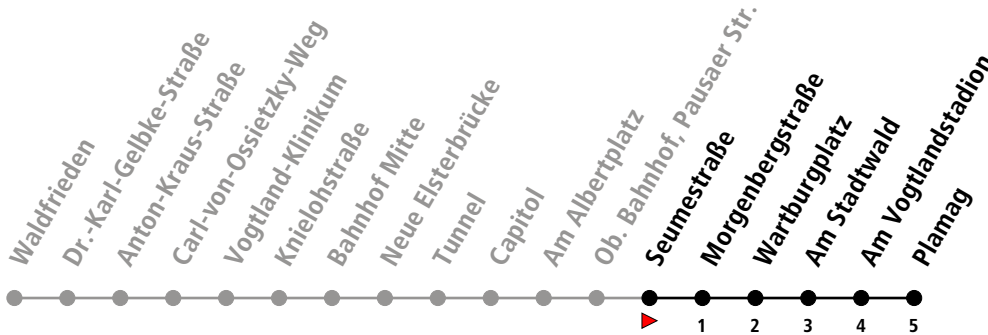 Waldfrieden
Dr.-Karl-Gelbke-Straße
Anton-Kraus-Straße
Carl-von-Ossietzky-Weg
Vogtland-Klinikum
Knielohstraße
Bahnhof Mitte
Neue Elsterbrücke
Tunnel
Capitol
Am Albertplatz
Ob. Bahnhof, Pausaer Str.
Seumestraße
Morgenbergstraße
Wartburgplatz
Am Stadtwald
Am Vogtlandstadion
Plamag
1 2 3 4 5